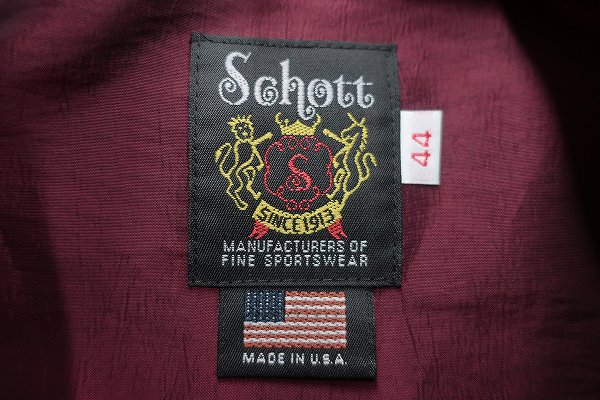 Schott
S
SINCE 1913
MANUFACTURERS OF
FINE SPORTSWEAR
44
MADE IN U.S.A.